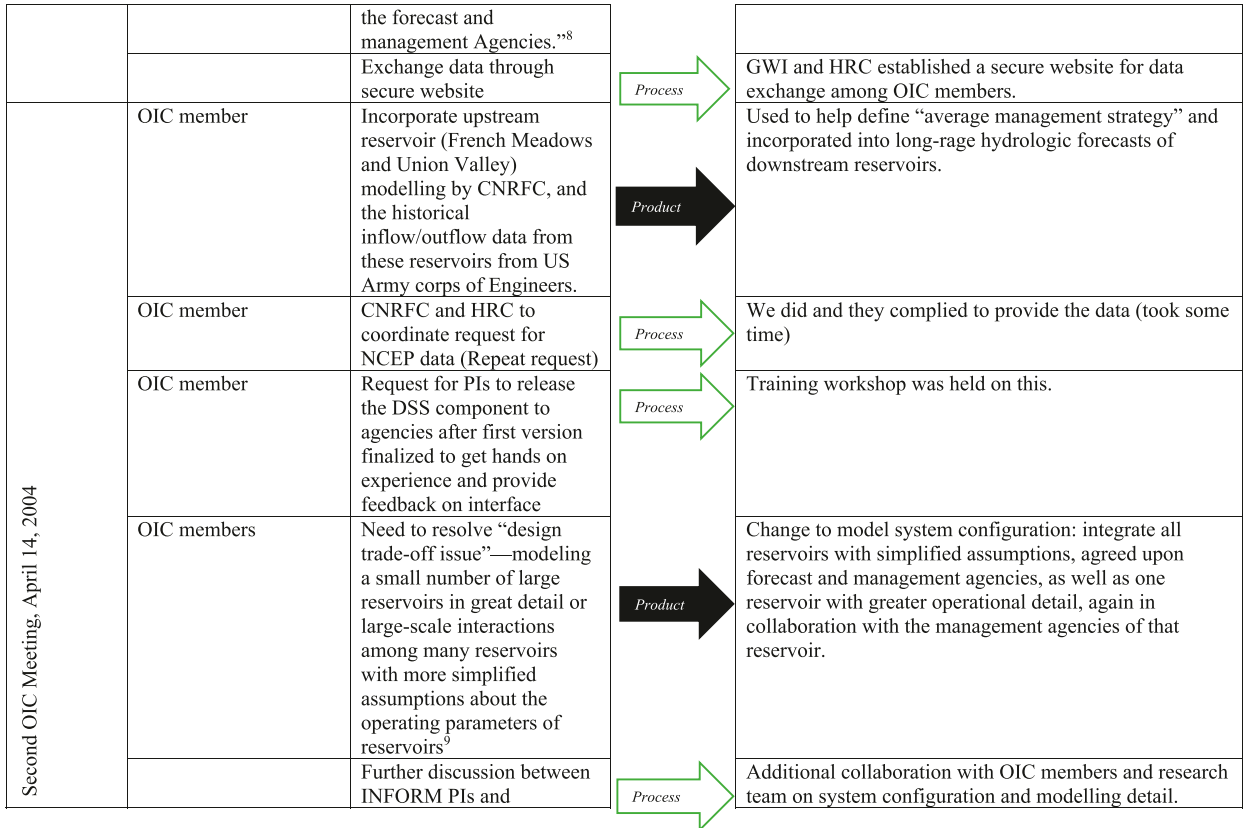 the forecast and
management Agencies.”8
Exchange data through
secure website
Process
GWI and HRC established a secure website for data
exchange among OIC members.
Second OIC Meeting, April 14, 2004
OIC member
Incorporate upstream
reservoir (French Meadows
and Union Valley)
modelling by CNRFC, and
the historical
inflow/outflow data from
these reservoirs from US
Army corps of Engineers.
Product
Used to help define “average management strategy” and
incorporated into long-rage hydrologic forecasts of
downstream reservoirs.
OIC member
CNRFC and HRC to
coordinate request for
NCEP data (Repeat request)
Process
We did and they complied to provide the data (took some
time)
OIC member
Request for PIs to release
the DSS component to
agencies after first version
finalized to get hands on
experience and provide
feedback on interface
Process
Training workshop was held on this.
OIC members
Need to resolve “design
trade-off issue”—modeling
a small number of large
reservoirs in great detail or
large-scale interactions
among many reservoirs
with more simplified
assumptions about the
operating parameters of
reservoirs9
Product
Change to model system configuration: integrate all
reservoirs with simplified assumptions, agreed upon
forecast and management agencies, as well as one
reservoir with greater operational detail, again in
collaboration with the management agencies of that
reservoir.
Further discussion between
INFORM PIs and
Process
Additional collaboration with OIC members and research
team on system configuration and modelling detail.